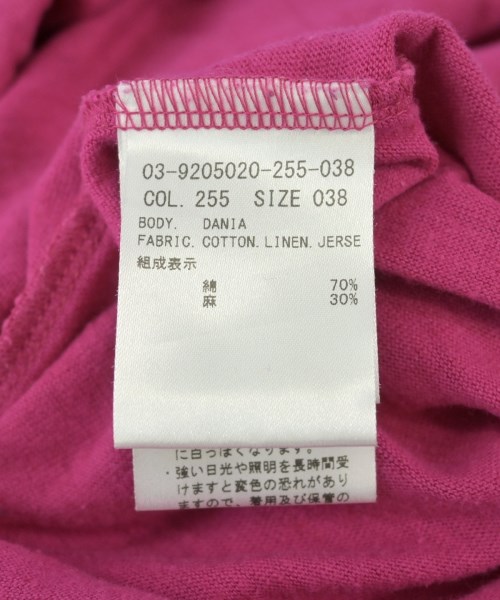 03-9205020-255-038
COL. 255 SIZE 038
BODY. DANIA
FABRIC. COTTON. LINEN. JERSE
組成表示
綿 70%
麻 30%
に白っぽくなります。
・強い日光や照明を長時間受
けますと変色の恐れがあり
ますので、着用及び保管の